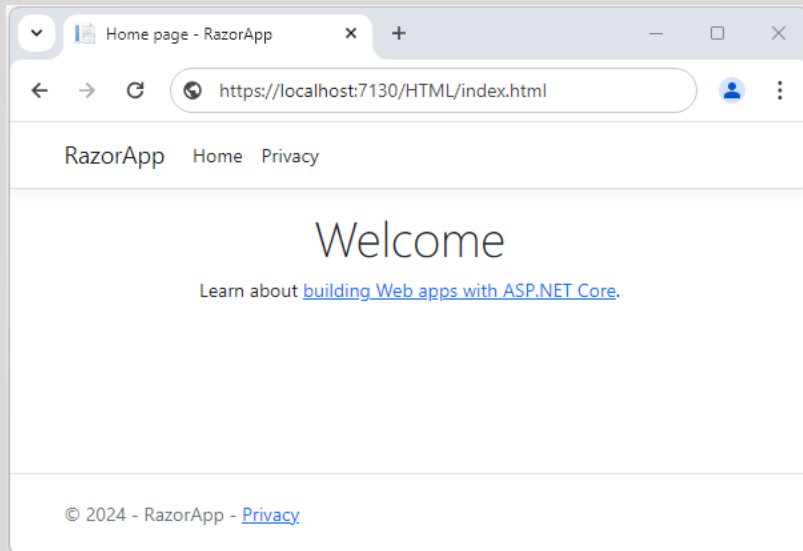 Home page - RazorApp
https://localhost:7130/HTML/index.html
RazorApp Home Privacy
Welcome
Learn about building Web apps with ASP.NET Core.
© 2024 - RazorApp - Privacy